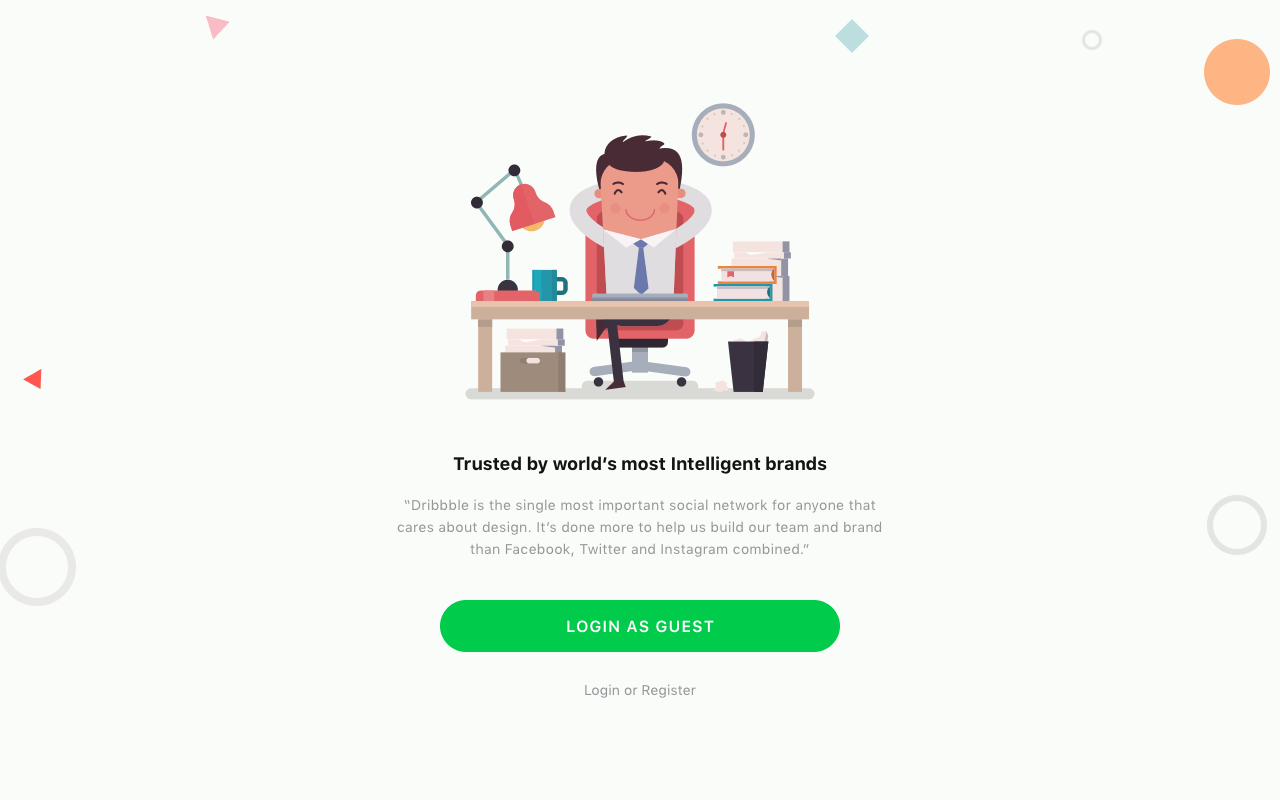 Trusted by world’s most Intelligent brands
“Dribbble is the single most important social network for anyone that
cares about design. It’s done more to help us build our team and brand
than Facebook, Twitter and Instagram combined.”
LOGIN AS GUEST
Login or Register